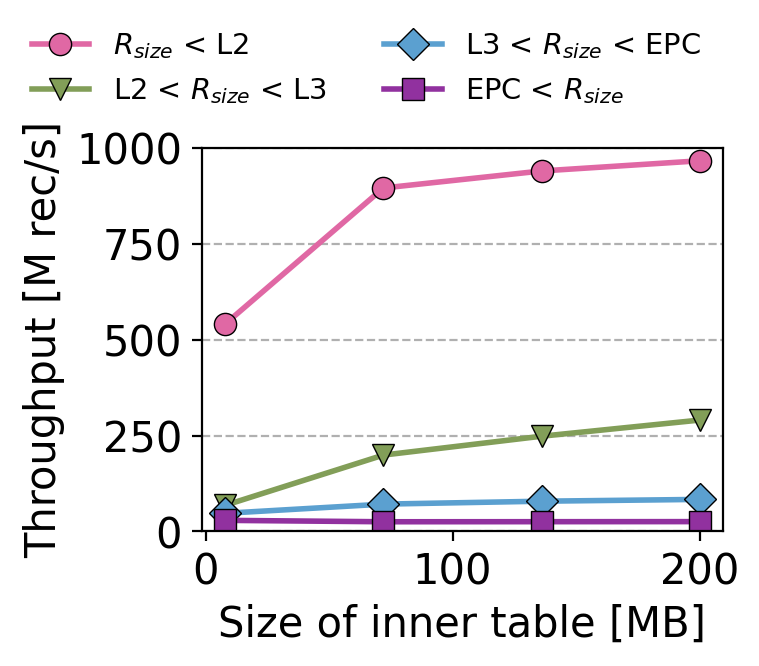 R_size < L2
L2 < R_size < L3
L3 < R_size < EPC
EPC < R_size
Throughput [M rec/s]
1000
750
500
250
0
0 100 200
Size of inner table [MB]